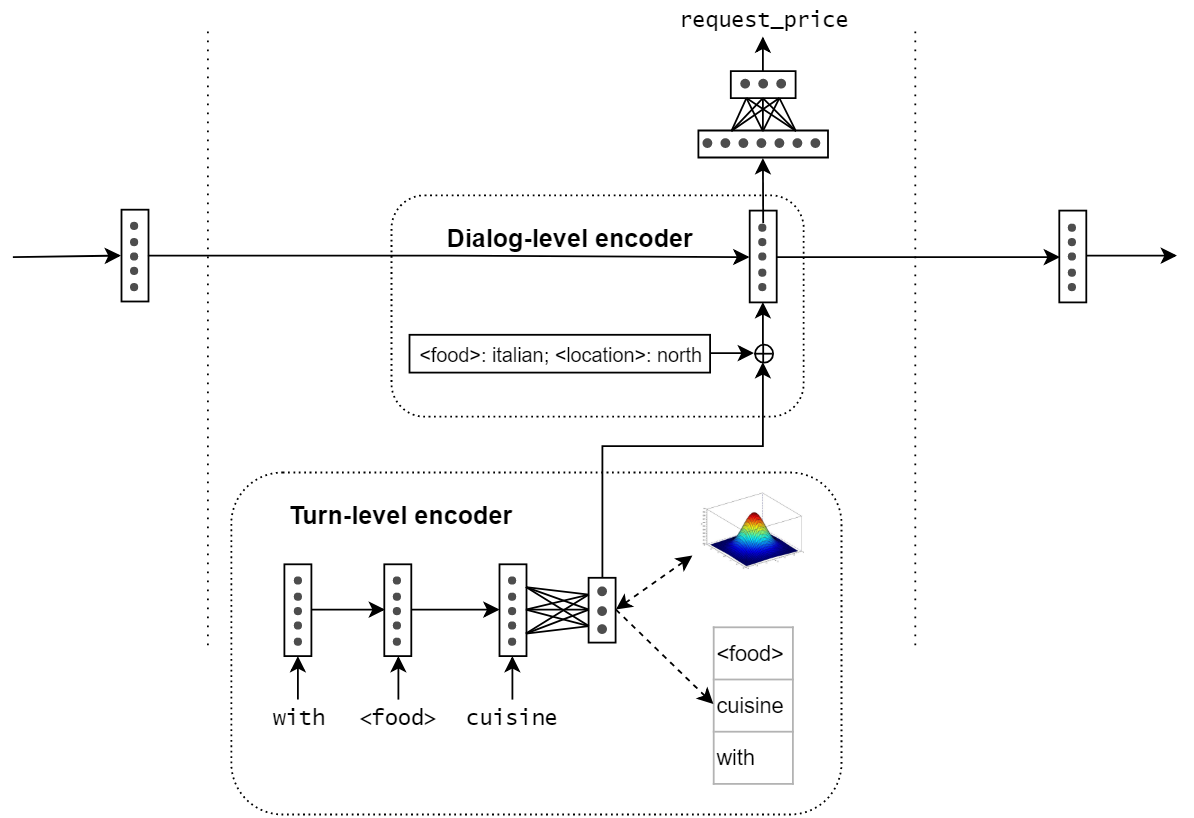 request_price
Dialog-level encoder
<food>: italian; <location>: north
Turn-level encoder
with
<food>
cuisine
<food>
cuisine
with